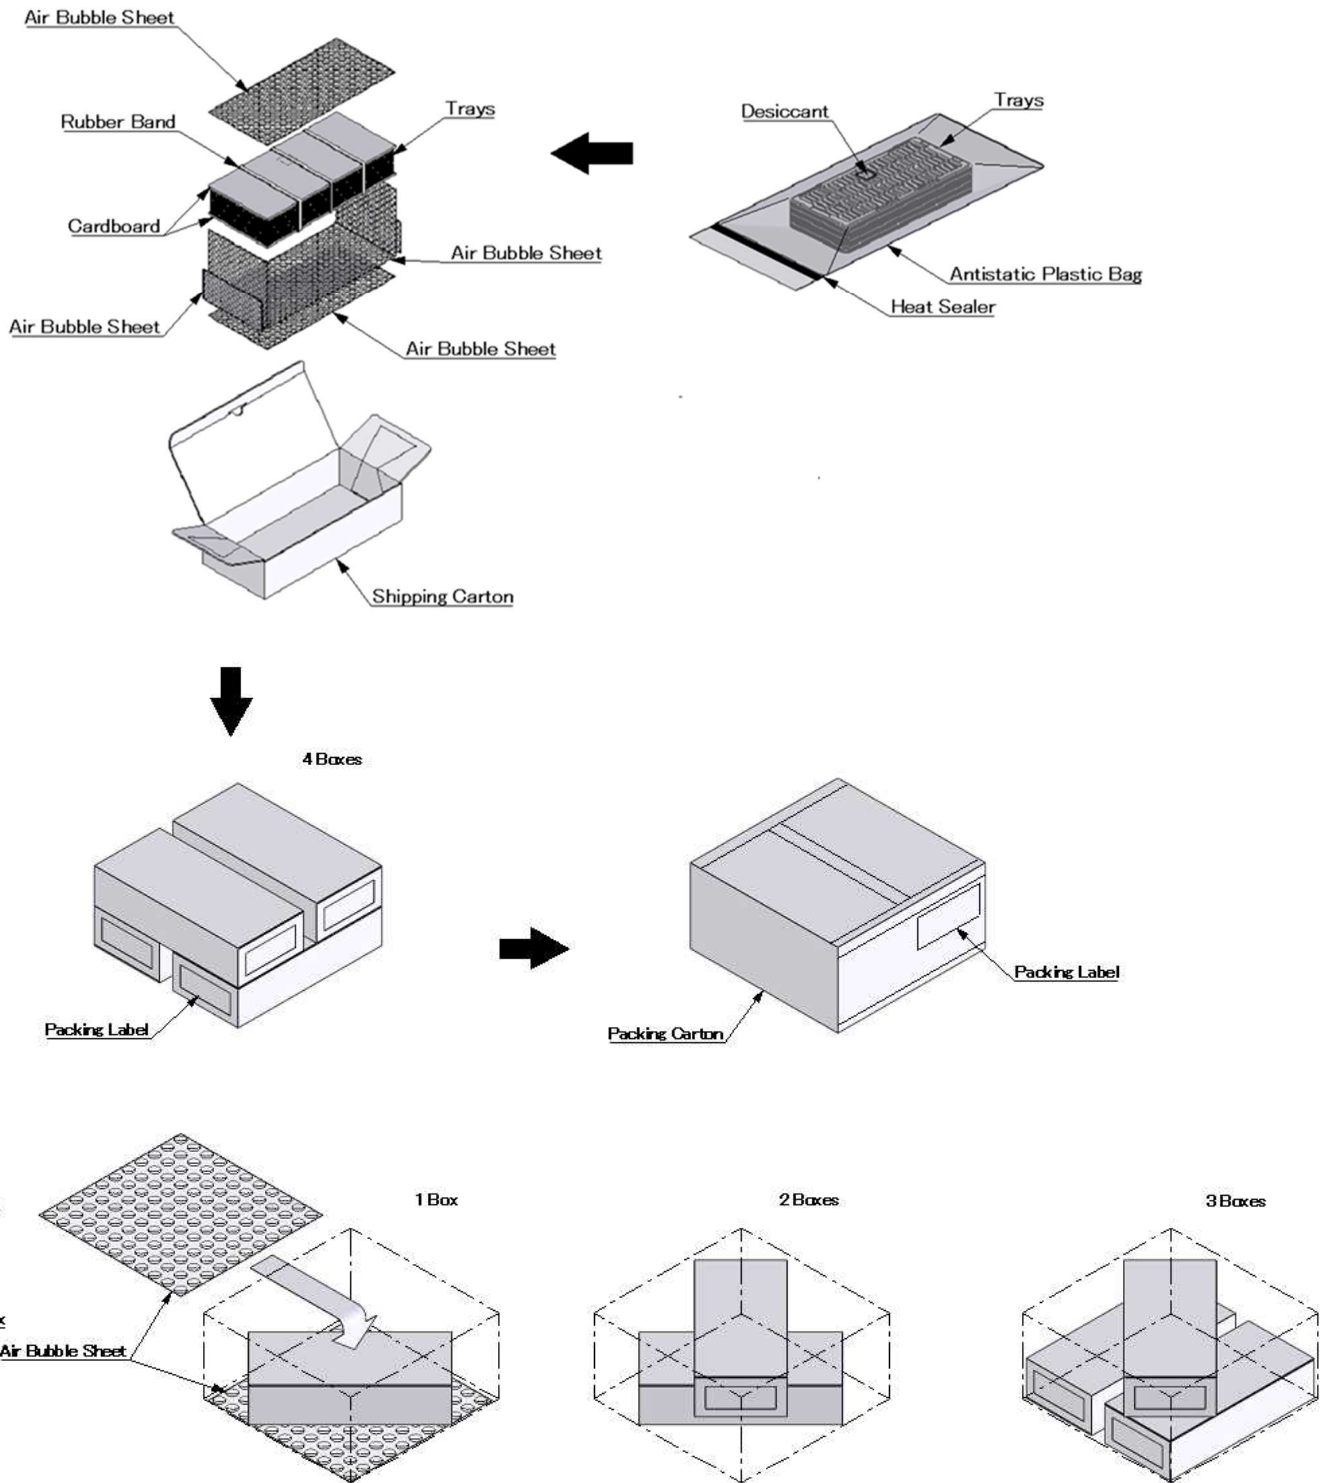 Air Bubble Sheet
Rubber Band
Trays
Cardboard
Air Bubble Sheet
Air Bubble Sheet
Air Bubble Sheet
Desiccant
Trays
Antistatic Plastic Bag
Heat Sealer
Shipping Carton
4 Boxes
Packing Label
Packing Label
Packing Carton
1 Box
2 Boxes
3 Boxes
Air Bubble Sheet